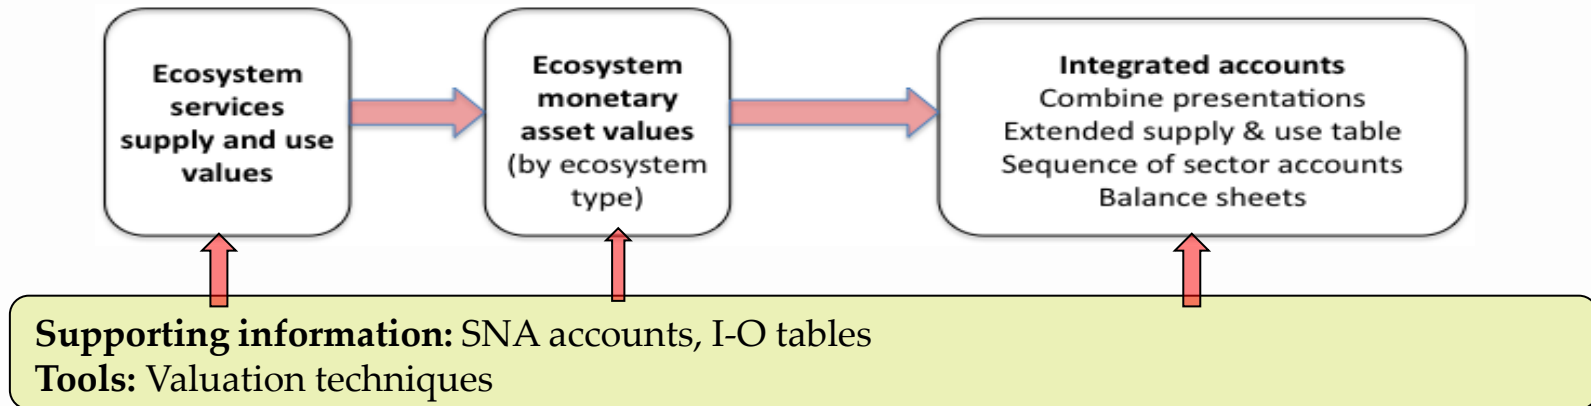 Ecosystem
services
supply and use
values
Ecosystem
monetary
asset values
(by ecosystem
type)
Integrated accounts
Combine presentations
Extended supply & use table
Sequence of sector accounts
Balance sheets
Supporting information: SNA accounts, I-O tables
Tools: Valuation techniques